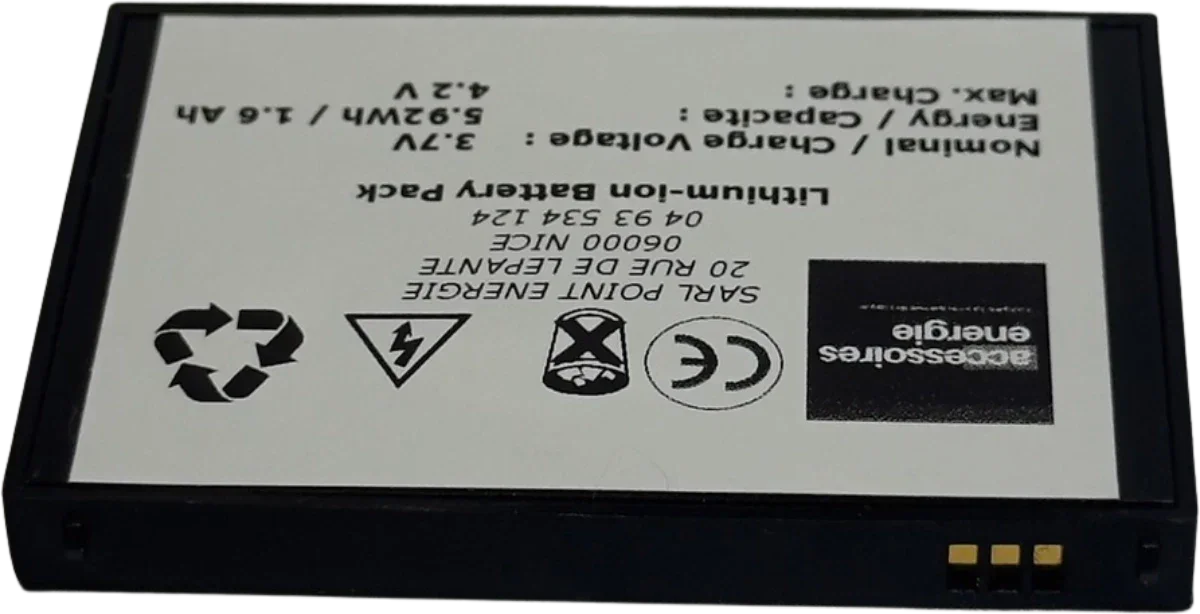 accessoires
energie
CE
SARL POINT ENERGIE
20 RUE DE LEPANTE
06000 NICE
04 93 534 124
Lithium-ion Battery Pack
Nominal / Charge Voltage : 3.7V
Energy / Capacite : 5.92Wh / 1.6 Ah
Max. Charge : 4.2 V